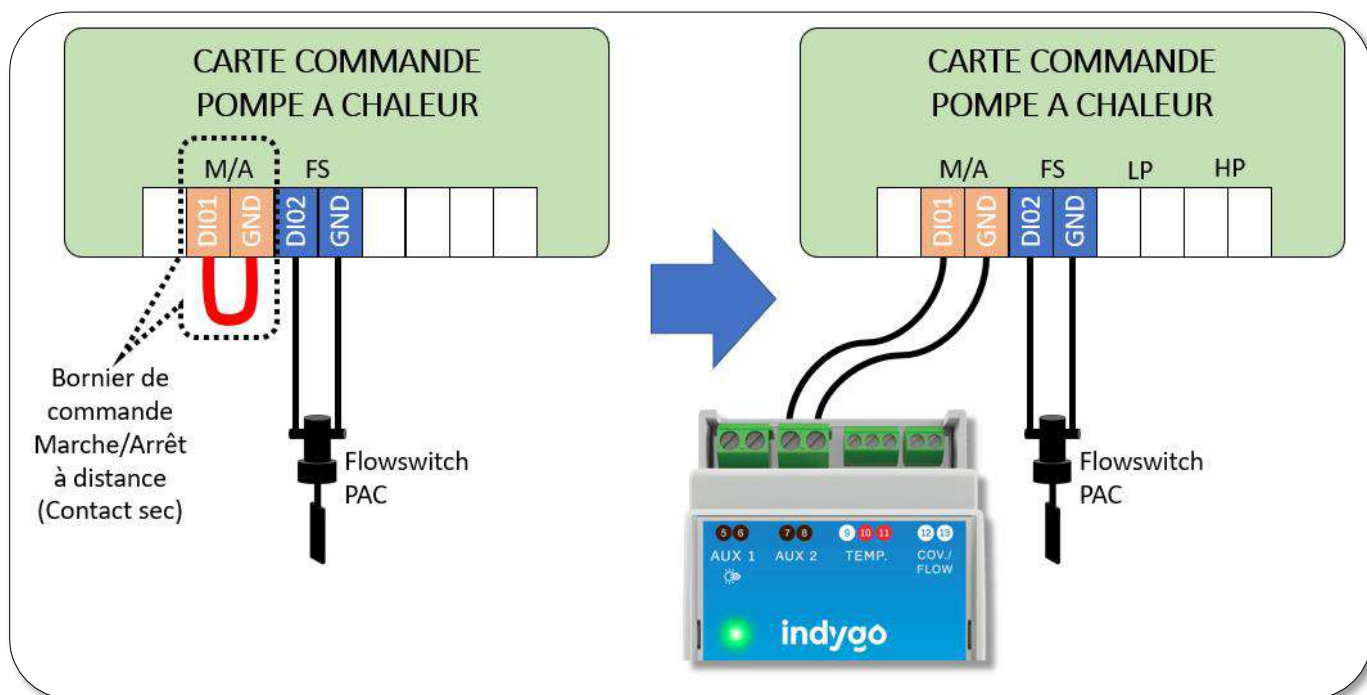 CARTE COMMANDE
POMPE A CHALEUR
M/A FS
DI01 GND DI02 GND
Bornier de
commande
Marche/Arrêt
à distance
(Contact sec)
Flowswitch
PAC
CARTE COMMANDE
POMPE A CHALEUR
M/A FS LP HP
DI01 GND DI02 GND
Flowswitch
PAC
5 6 7 8 9 10 11 12 13
AUX 1 AUX 2 TEMP. COV./
FLOW
indygo